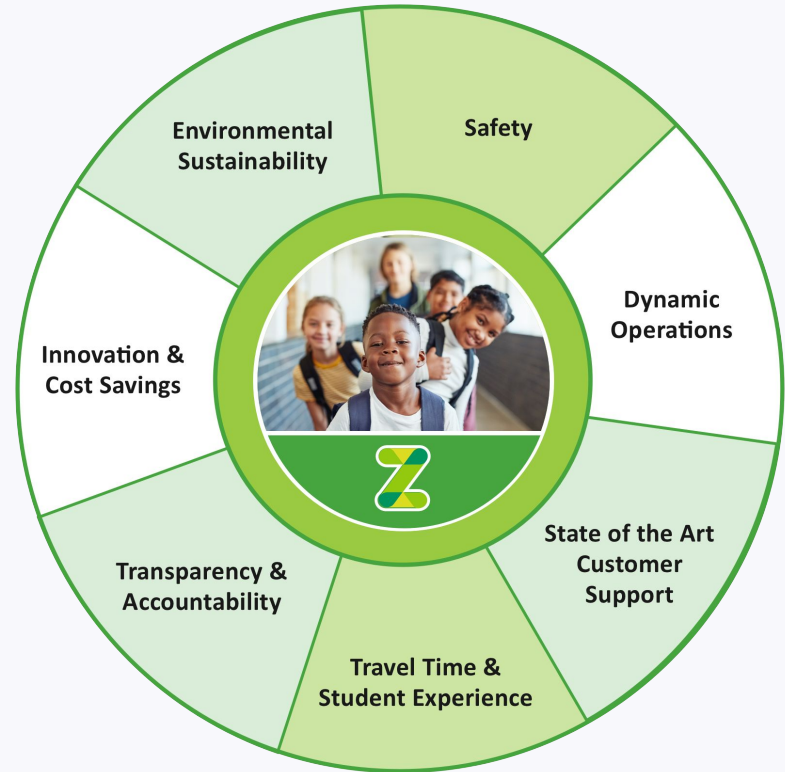 Safety
Dynamic
Operations
State of the Art
Customer
Support
Travel Time &
Student Experience
Transparency &
Accountability
Innovation &
Cost Savings
Environmental
Sustainability
Z